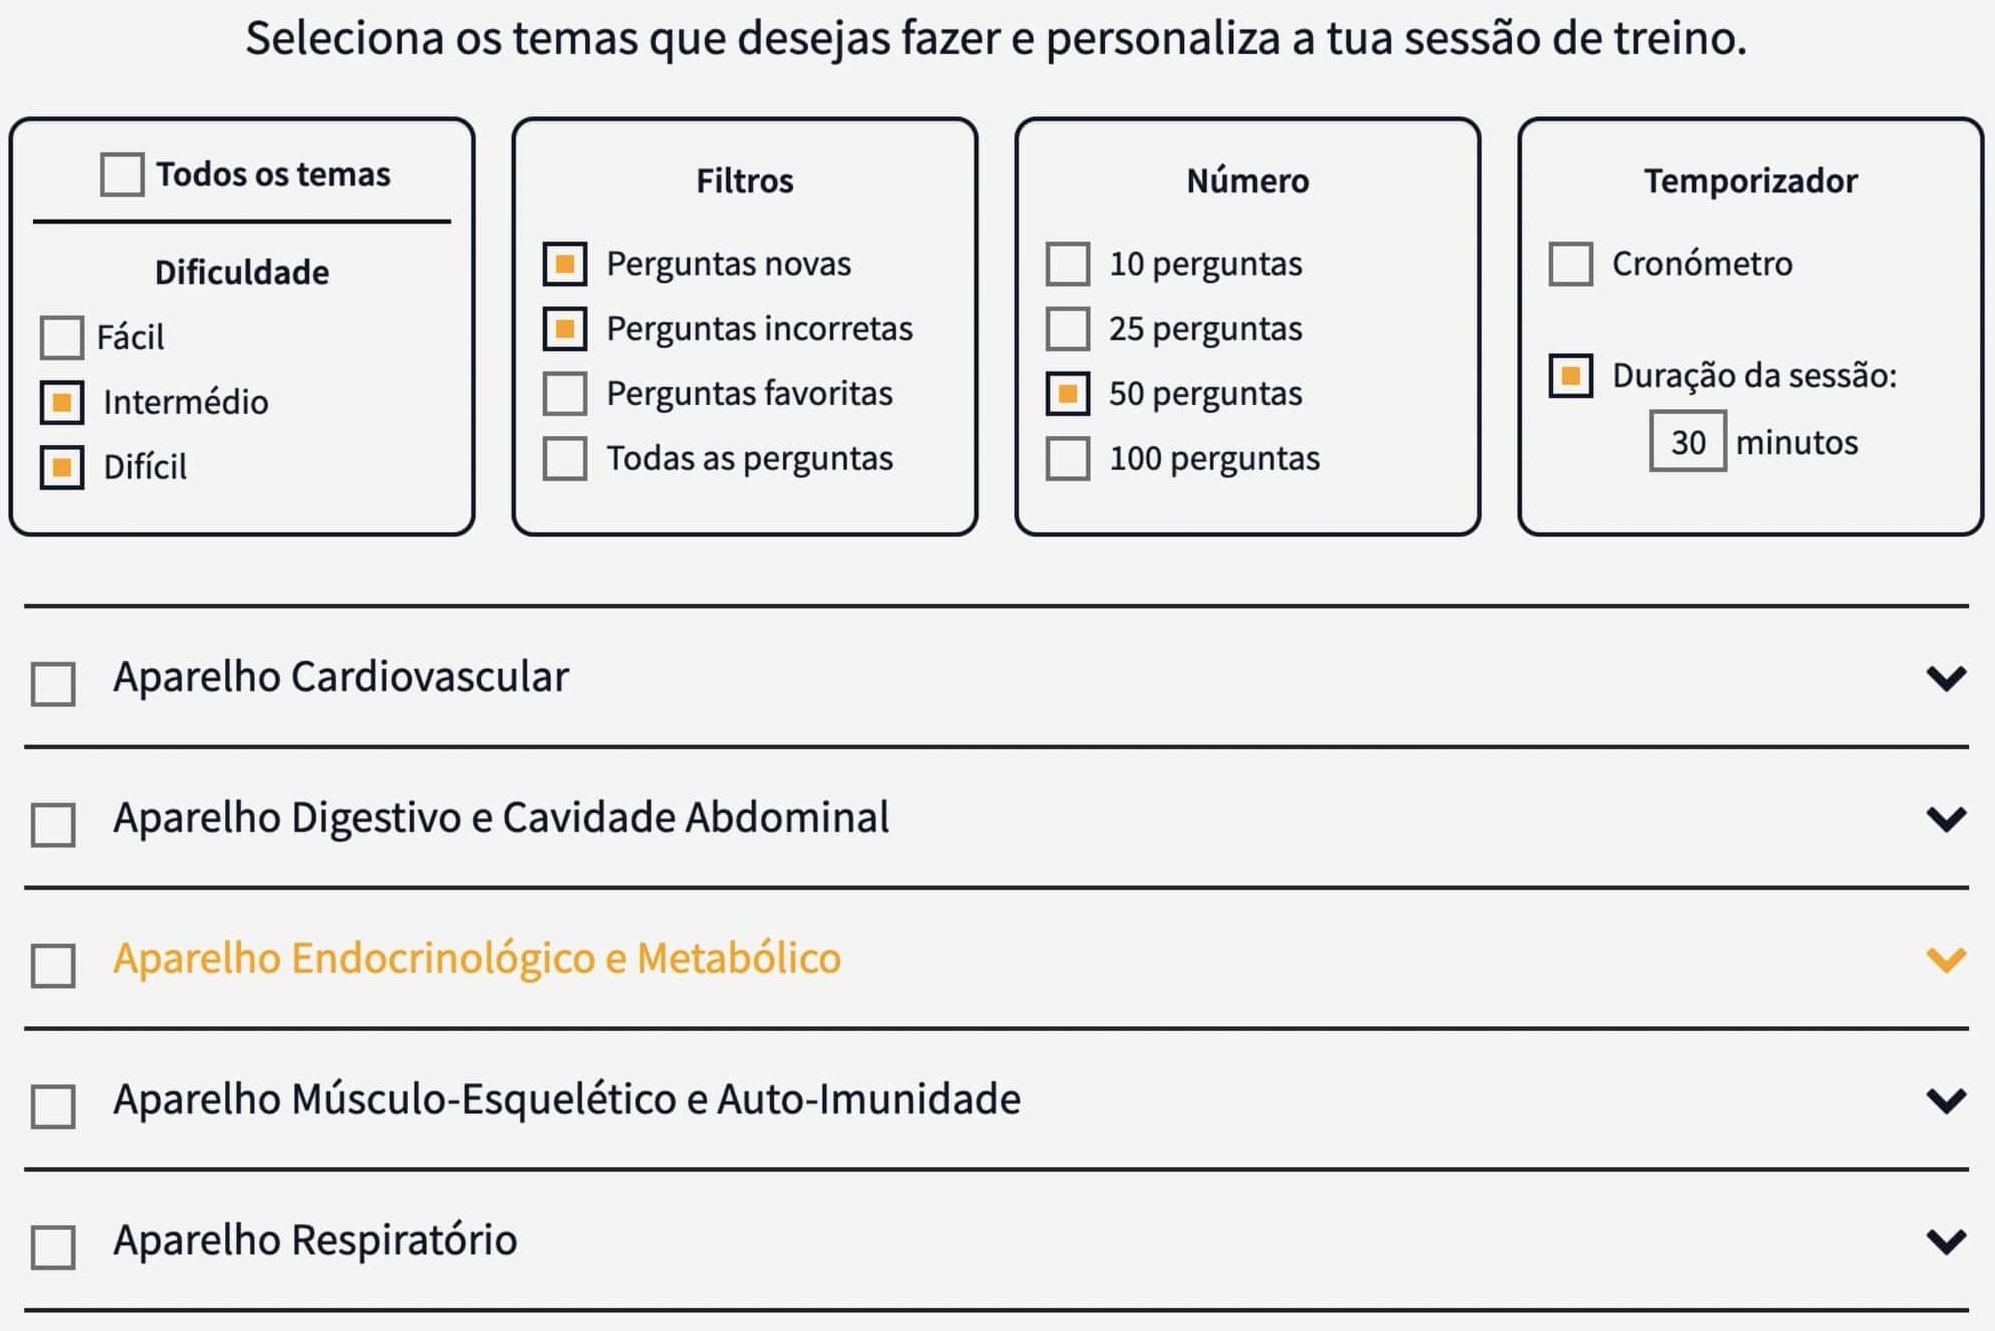 Seleciona os temas que desejas fazer e personaliza a tua sessão de treino.
Todos os temas
Dificuldade
Fácil
Intermédio
Difícil
Filtros
Perguntas novas
Perguntas incorretas
Perguntas favoritas
Todas as perguntas
Número
10 perguntas
25 perguntas
50 perguntas
100 perguntas
Temporizador
Cronómetro
Duração da sessão:
30 minutos
Aparelho Cardiovascular
Aparelho Digestivo e Cavidade Abdominal
Aparelho Endocrinológico e Metabólico
Aparelho Músculo-Esquelético e Auto-Imunidade
Aparelho Respiratório